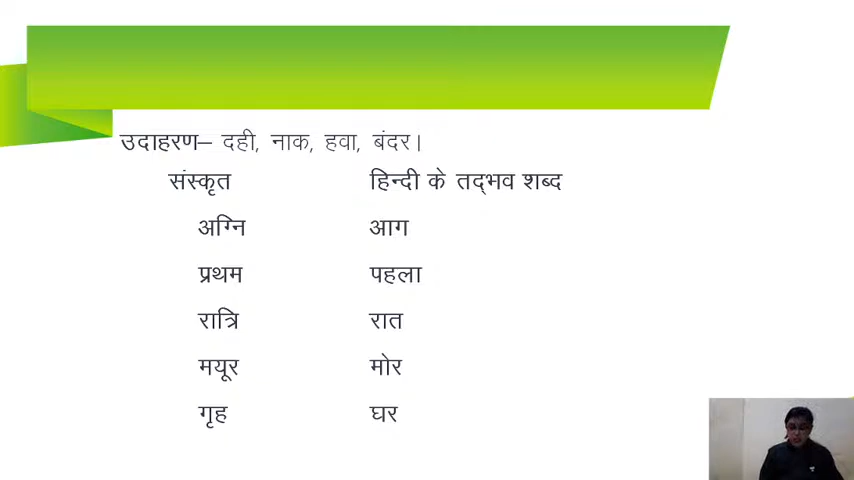 उदाहरण– दही, नाक, हवा, बंदर।
संस्कृत हिन्दी के तद्भव शब्द
अग्नि आग
प्रथम पहला
रात्रि रात
मयूर मोर
गृह घर